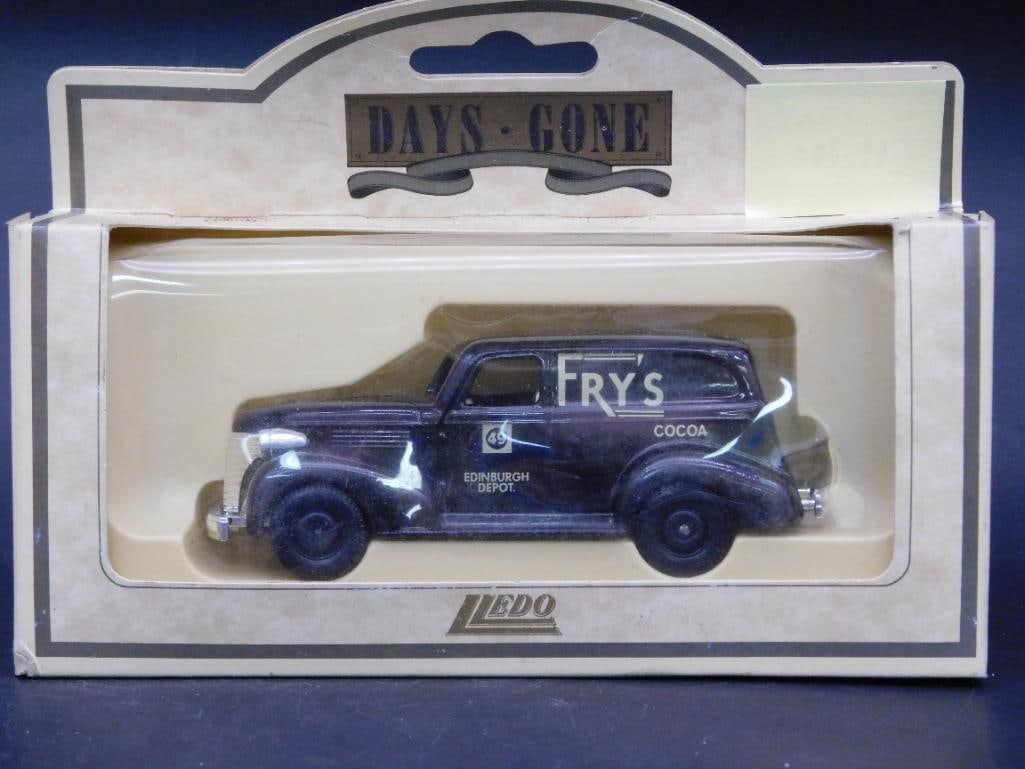 DAYS · GONE
FRY'S
COCOA
49
EDINBURGH
DEPOT.
LLEDO